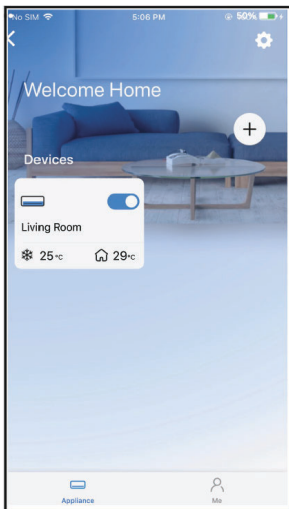 No SIM 5:06 PM 50%
Welcome Home
+
Devices
Living Room
25°C 29°C
Appliance Me